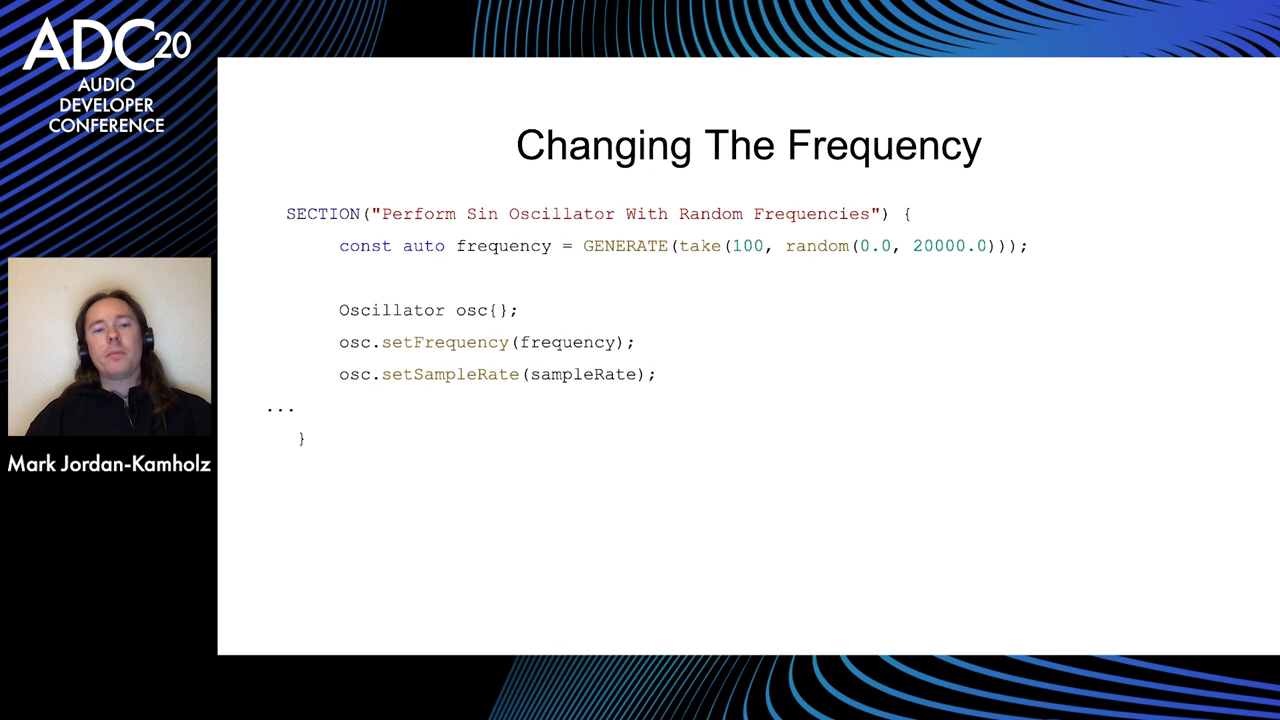 ADC20
AUDIO
DEVELOPER
CONFERENCE
Changing The Frequency
SECTION("Perform Sin Oscillator With Random Frequencies") {
const auto frequency = GENERATE(take(100, random(0.0, 20000.0)));
Oscillator osc{};
osc.setFrequency(frequency);
osc.setSampleRate(sampleRate);
...
}
Mark Jordan-Kamholz